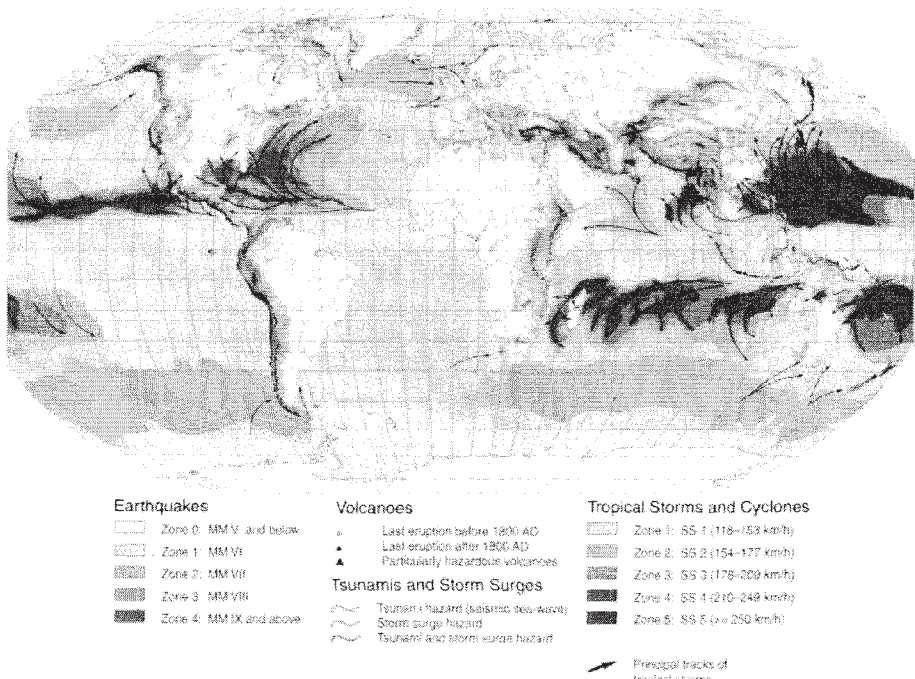 Earthquakes
Zone 0: MM V and below
Zone 1: MM VI
Zone 2: MM VII
Zone 3: MM VIII
Zone 4: MM IX and above
Volcanoes
Last eruption before 1800 AD
Last eruption after 1800 AD
Particularly hazardous volcanoes
Tsunamis and Storm Surges
Tsunami hazard (seismic sea-wave)
Storm surge hazard
Tsunami and storm surge hazard
Tropical Storms and Cyclones
Zone 1: SS 1 (118–153 km/h)
Zone 2: SS 2 (154–177 km/h)
Zone 3: SS 3 (178–209 km/h)
Zone 4: SS 4 (210–249 km/h)
Zone 5: SS 5 (>= 250 km/h)
Principal tracks of
tropical storms